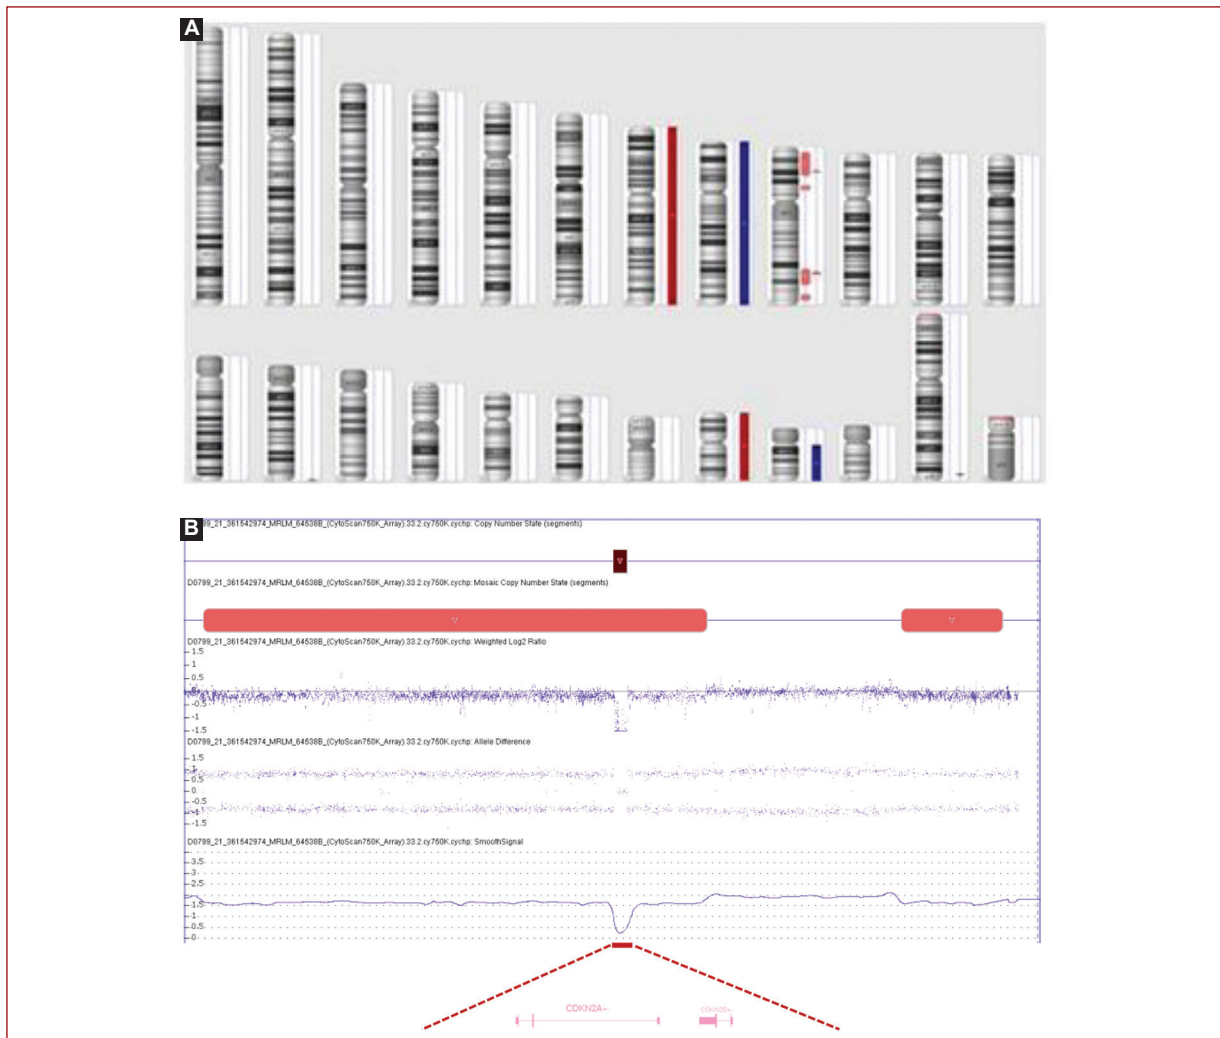 A
B
99_21_361542974_MRLM_64538B_(CytoScan750K_Array).33.2.cy750K.cychp: Copy Number State (segments)
D0799_21_361542974_MRLM_64538B_(CytoScan750K_Array).33.2.cy750K.cychp: Mosaic Copy Number State (segments)
D0799_21_361542974_MRLM_64538B_(CytoScan750K_Array).33.2.cy750K.cychp: Weighted Log2 Ratio
1.5
1
0.5
-0.5
-1
-1.5
D0799_21_361542974_MRLM_64538B_(CytoScan750K_Array).33.2.cy750K.cychp: Allele Difference
1.5
1
0.5
0
-0.5
-1
-1.5
D0799_21_361542974_MRLM_64538B_(CytoScan750K_Array).33.2.cy750K.cychp: SmoothSignal
3.5
3
2.5
1.5
1
0.5
0
CDKN2A←